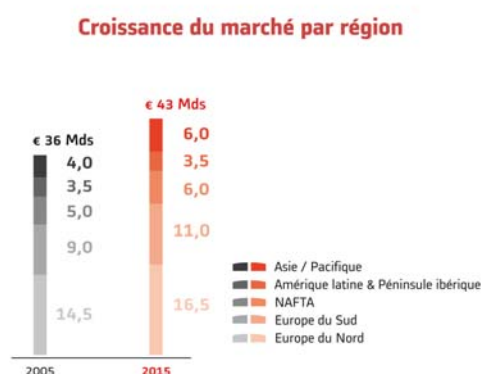 Croissance du marché par région
€ 36 Mds
4,0
3,5
5,0
9,0
14,5
2005
€ 43 Mds
6,0
3,5
6,0
11,0
16,5
2015
Asie / Pacifique
Amérique latine & Péninsule ibérique
NAFTA
Europe du Sud
Europe du Nord